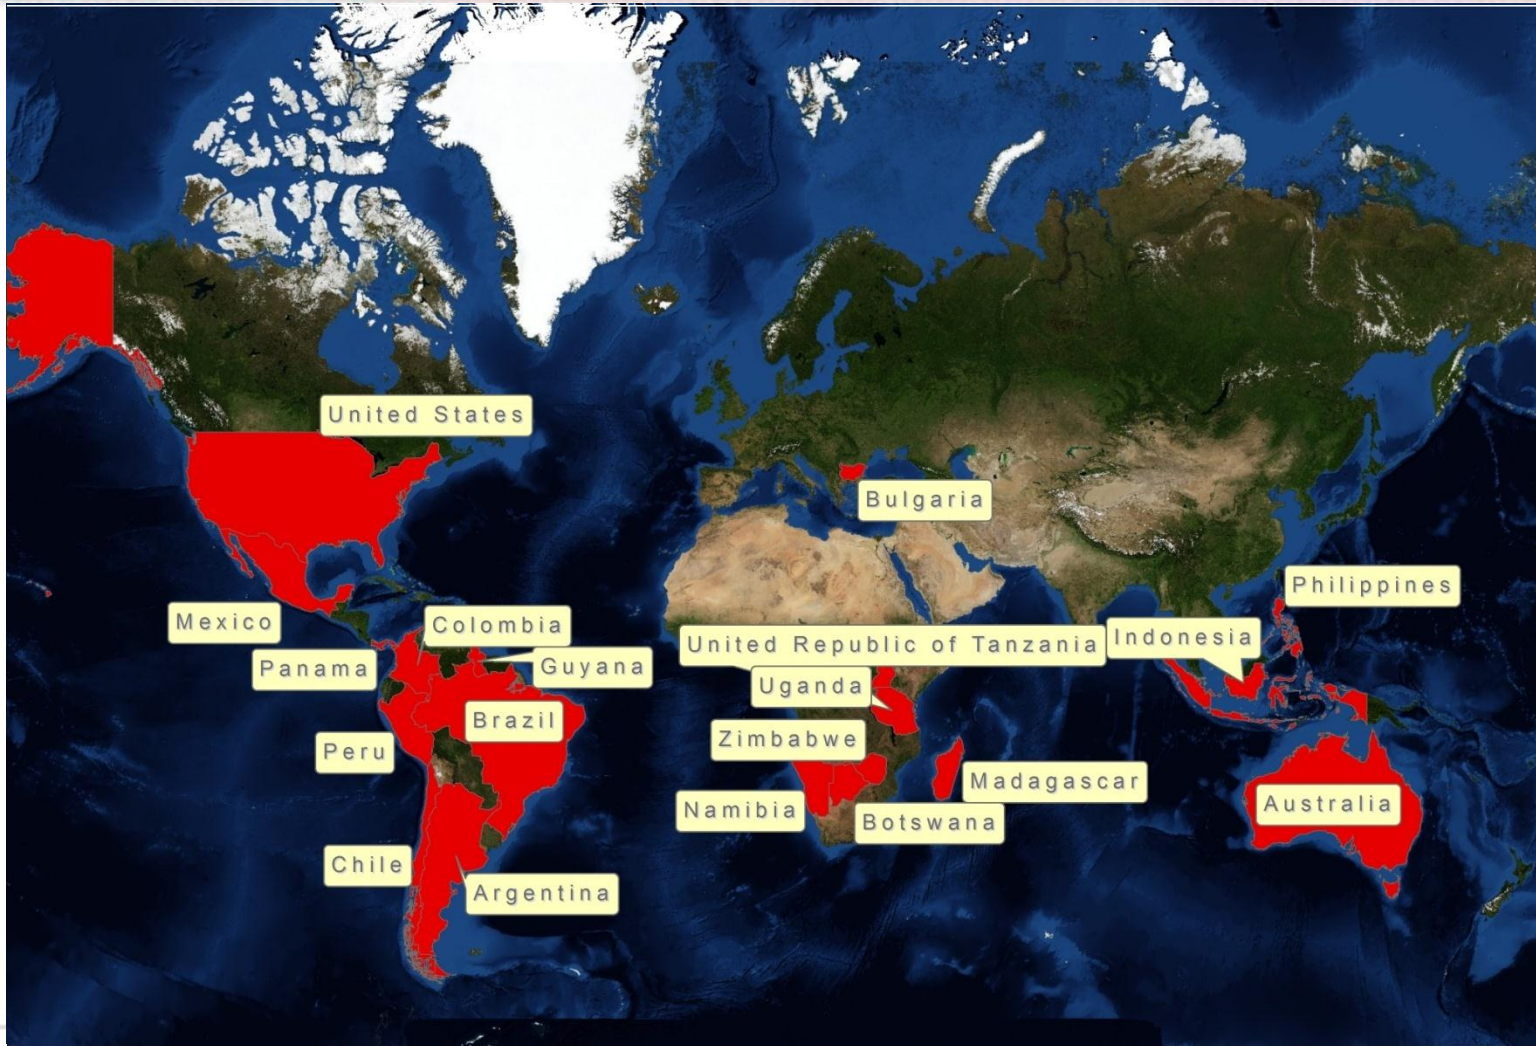 United States
Bulgaria
Philippines
Mexico
Colombia
United Republic of Tanzania
Indonesia
Panama
Guyana
Uganda
Brazil
Zimbabwe
Peru
Madagascar
Namibia
Botswana
Australia
Chile
Argentina